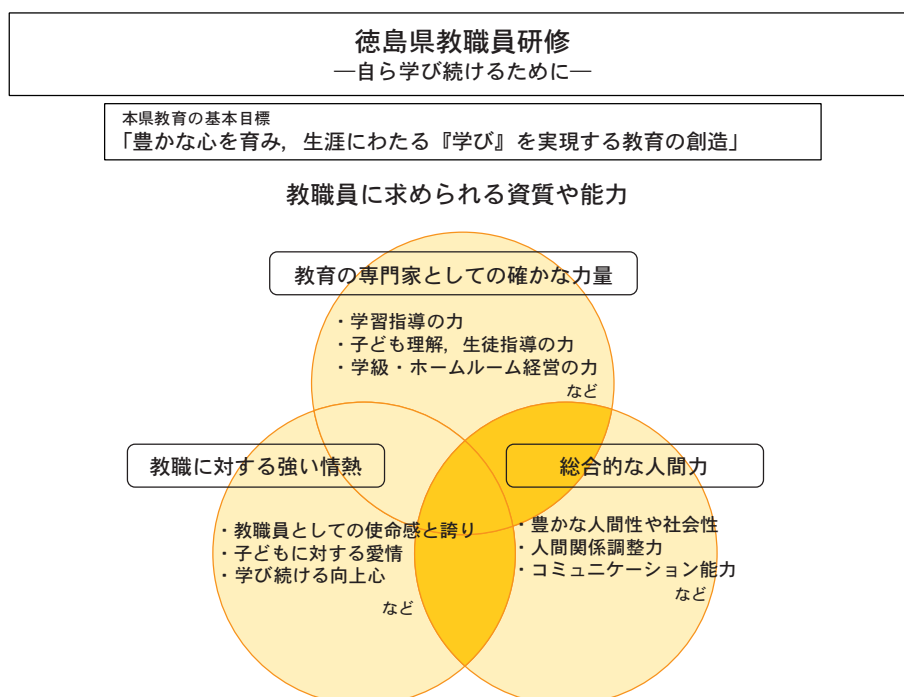 徳島県教職員研修
―自ら学び続けるために―
本県教育の基本目標
「豊かな心を育み，生涯にわたる『学び』を実現する教育の創造」
教職員に求められる資質や能力
教育の専門家としての確かな力量
・学習指導の力
・子ども理解，生徒指導の力
・学級・ホームルーム経営の力
など
教職に対する強い情熱
・教職員としての使命感と誇り
・子どもに対する愛情
・学び続ける向上心
など
総合的な人間力
・豊かな人間性や社会性
・人間関係調整力
・コミュニケーション能力
など